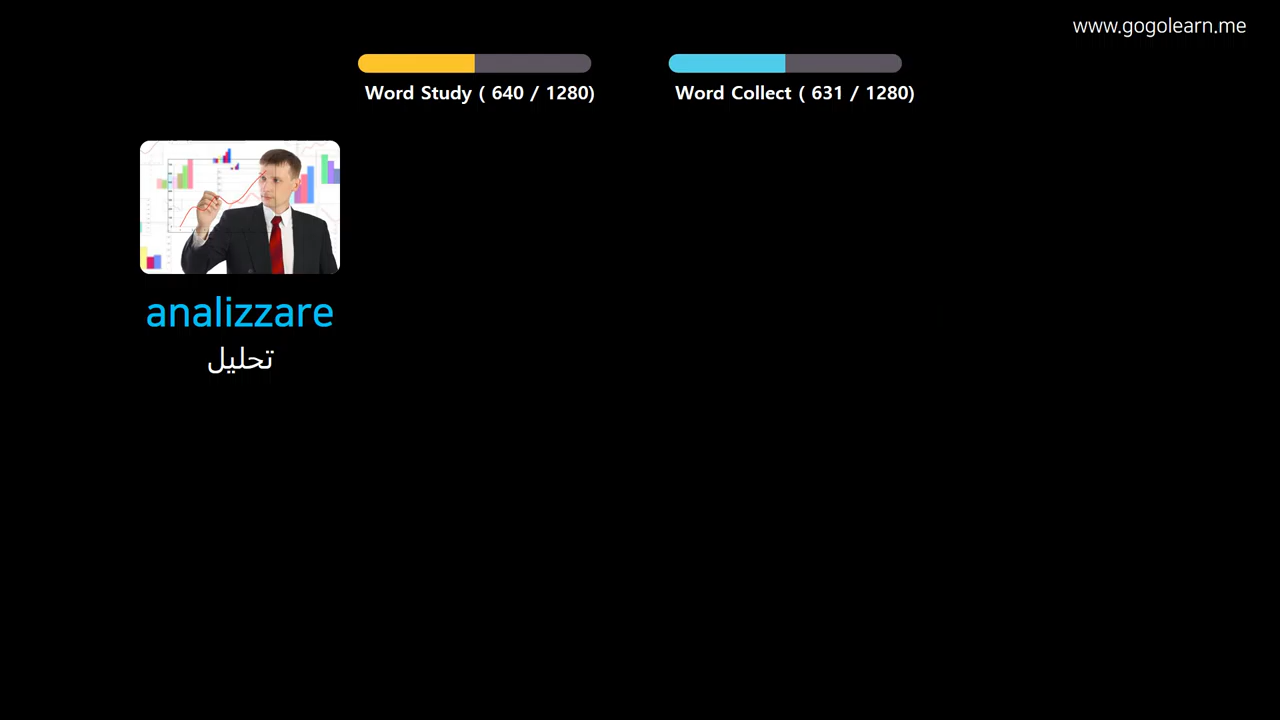 www.gogolearn.me
Word Study ( 640 / 1280)
Word Collect ( 631 / 1280)
analizzare
تحليل